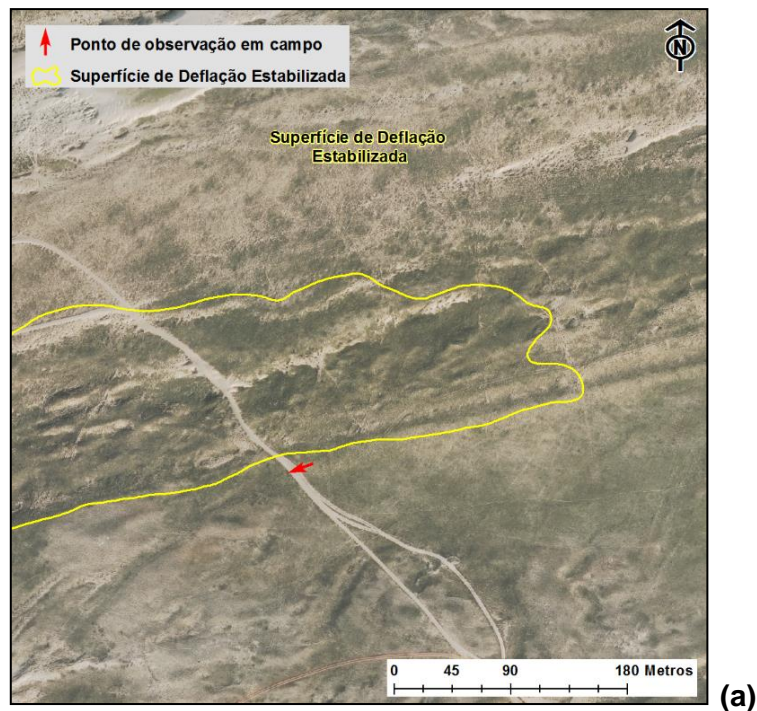 Ponto de observação em campo
N
Superfície de Deflação Estabilizada
Superfície de Deflação
Estabilizada
0 45 90 180 Metros
(a)